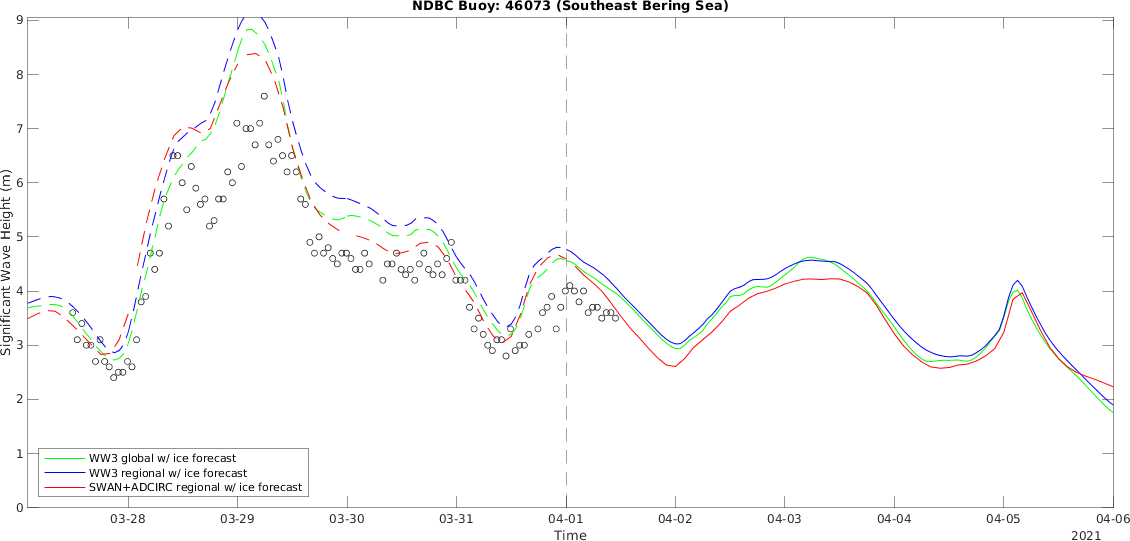 NDBC Buoy: 46073 (Southeast Bering Sea)
9
8
7
6
5
4
3
2
1
0
Significant Wave Height (m)
WW3 global w/ ice forecast
WW3 regional w/ ice forecast
SWAN+ADCIRC regional w/ ice forecast
03-28 03-29 03-30 03-31 04-01 04-02 04-03 04-04 04-05 04-06
Time 2021